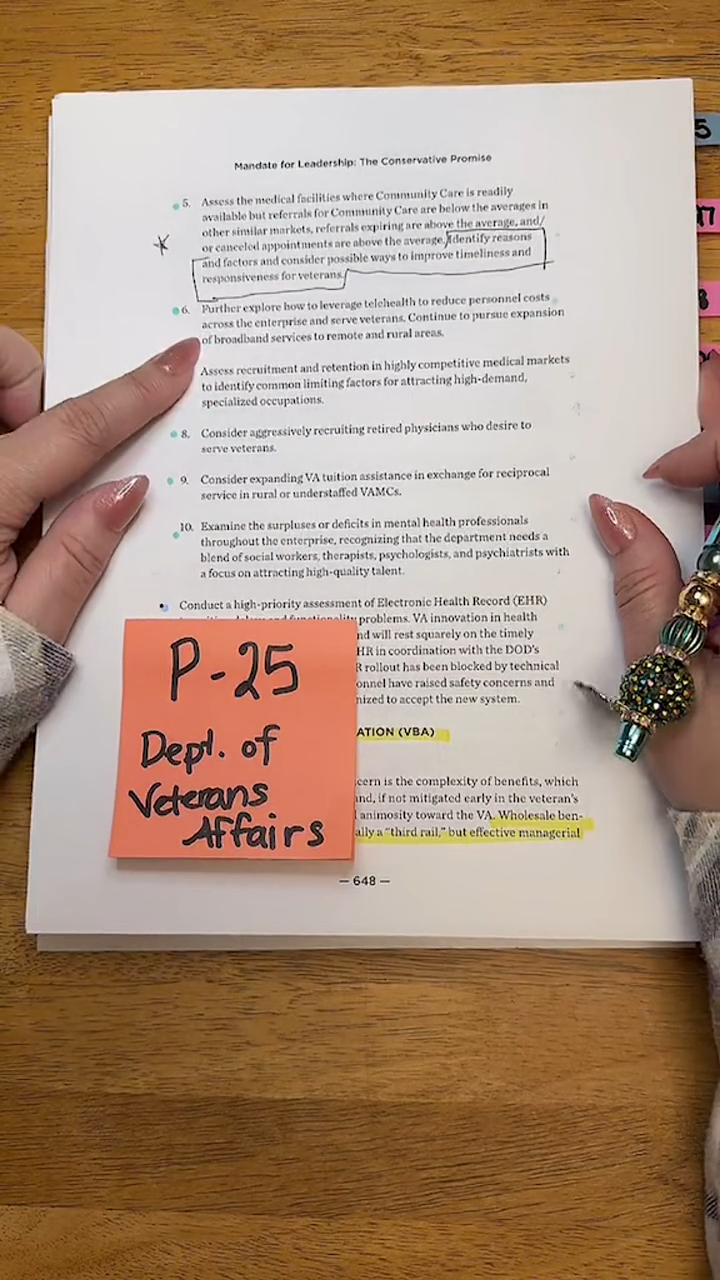 Mandate for Leadership: The Conservative Promise
5. Assess the medical facilities where Community Care is readily
available but referrals for Community Care are below the averages in
other similar markets, referrals expiring are above the average, and/
or canceled appointments are above the average. Identify reasons
and factors and consider possible ways to improve timeliness and
responsiveness for veterans.
6. Further explore how to leverage telehealth to reduce personnel costs
across the enterprise and serve veterans. Continue to pursue expansion
of broadband services to remote and rural areas.
Assess recruitment and retention in highly competitive medical markets
to identify common limiting factors for attracting high-demand,
specialized occupations.
8. Consider aggressively recruiting retired physicians who desire to
serve veterans.
9. Consider expanding VA tuition assistance in exchange for reciprocal
service in rural or understaffed VAMCs.
10. Examine the surpluses or deficits in mental health professionals
throughout the enterprise, recognizing that the department needs a
blend of social workers, therapists, psychologists, and psychiatrists with
a focus on attracting high-quality talent.
• Conduct a high-priority assessment of Electronic Health Record (EHR)
problems. VA innovation in health
nd will rest squarely on the timely
HR in coordination with the DOD's
R rollout has been blocked by technical
onnel have raised safety concerns and
nized to accept the new system.
ATION (VBA)
cern is the complexity of benefits, which
and, if not mitigated early in the veteran's
animosity toward the VA. Wholesale ben-
ally a "third rail," but effective managerial
— 648 —
P-25
Dept. of
Veterans
Affairs
5